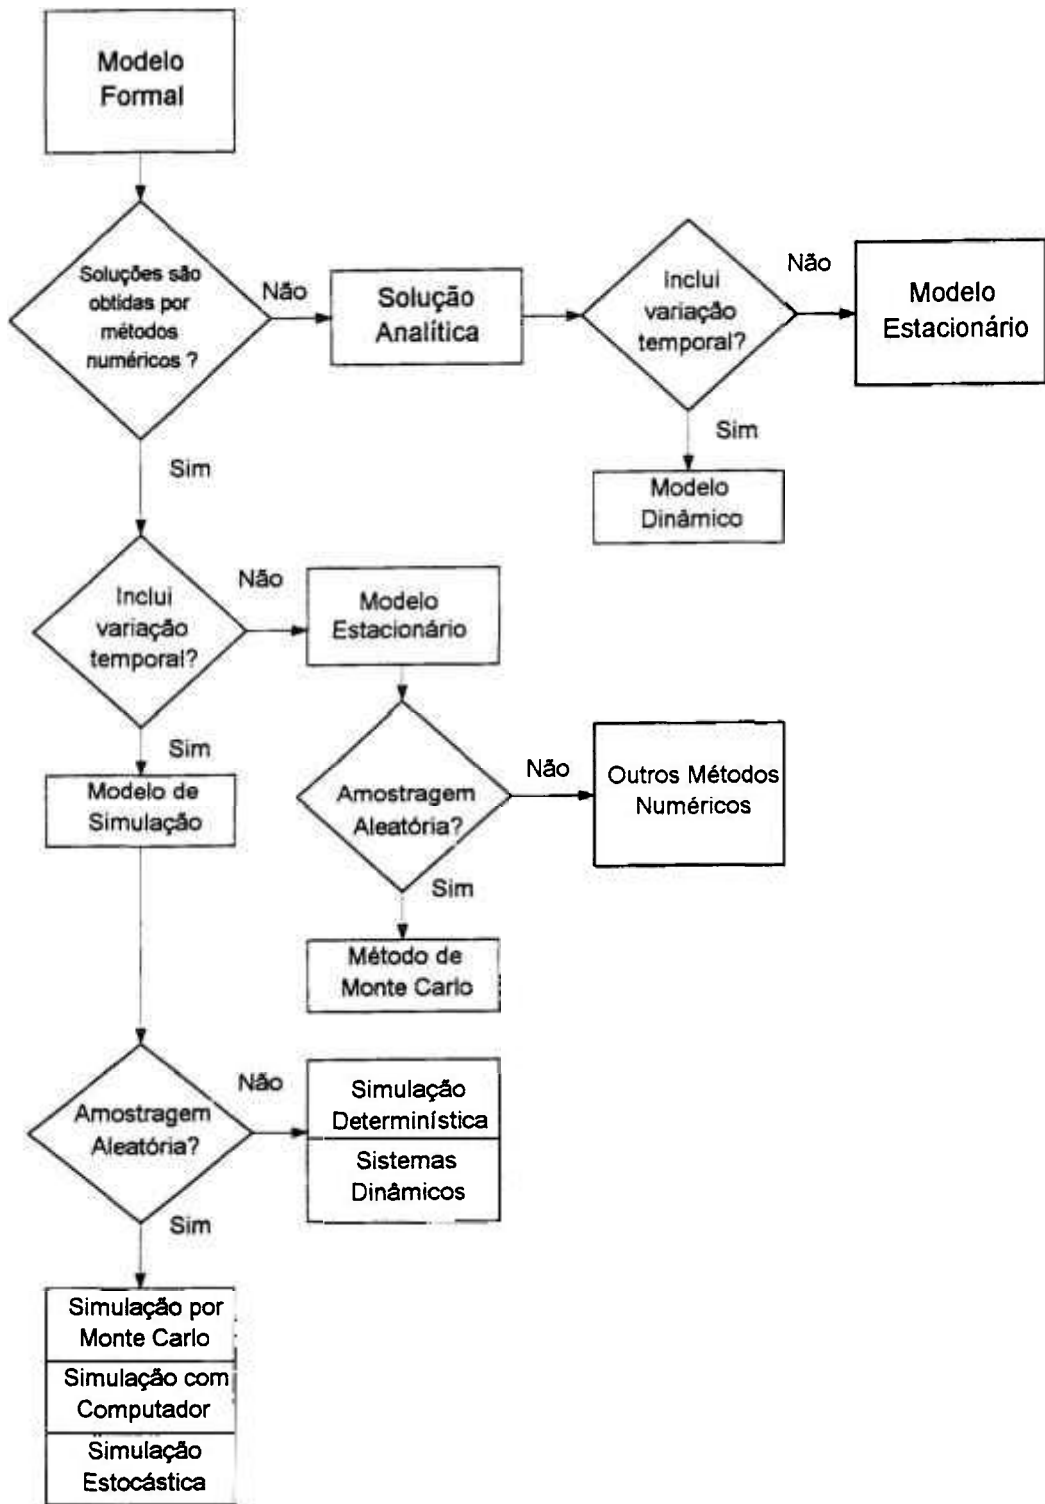 Modelo
Formal
Soluções são
obtidas por
métodos
numéricos ?
Não
Solução
Analítica
Inclui
variação
temporal?
Não
Modelo
Estacionário
Sim
Modelo
Dinâmico
Sim
Inclui
variação
temporal?
Não
Modelo
Estacionário
Sim
Modelo de
Simulação
Amostragem
Aleatória?
Não
Outros Métodos
Numéricos
Sim
Método de
Monte Carlo
Amostragem
Aleatória?
Não
Simulação
Determinística
Sistemas
Dinâmicos
Sim
Simulação por
Monte Carlo
Simulação com
Computador
Simulação
Estocástica